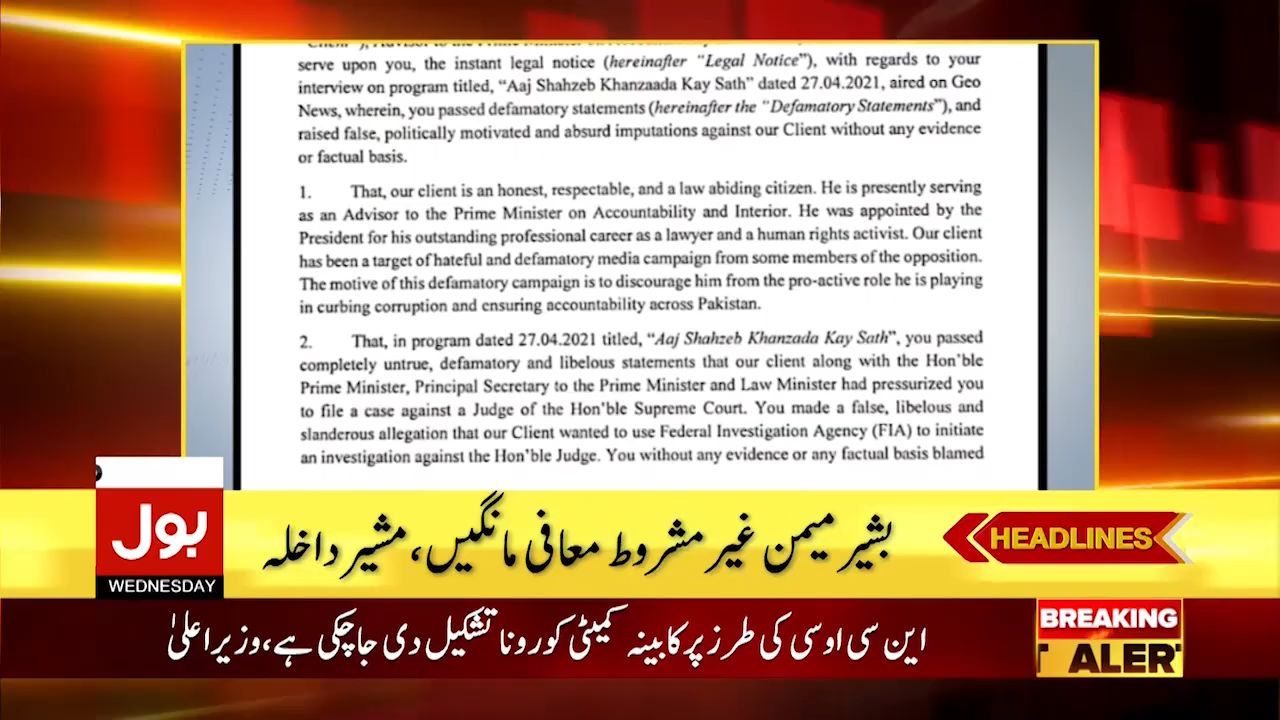 serve upon you, the instant legal notice (hereinafter "Legal Notice"), with regards to your
interview on program titled, "Aaj Shahzeb Khanzaada Kay Sath" dated 27.04.2021, aired on Geo
News, wherein, you passed defamatory statements (hereinafter the "Defamatory Statements"), and
raised false, politically motivated and absurd imputations against our Client without any evidence
or factual basis.
1. That, our client is an honest, respectable, and a law abiding citizen. He is presently serving
as an Advisor to the Prime Minister on Accountability and Interior. He was appointed by the
President for his outstanding professional career as a lawyer and a human rights activist. Our client
has been a target of hateful and defamatory media campaign from some members of the opposition.
The motive of this defamatory campaign is to discourage him from the pro-active role he is playing
in curbing corruption and ensuring accountability across Pakistan.
2. That, in program dated 27.04.2021 titled, "Aaj Shahzeb Khanzada Kay Sath", you passed
completely untrue, defamatory and libelous statements that our client along with the Hon'ble
Prime Minister, Principal Secretary to the Prime Minister and Law Minister had pressurized you
to file a case against a Judge of the Hon'ble Supreme Court. You made a false, libelous and
slanderous allegation that our Client wanted to use Federal Investigation Agency (FIA) to initiate
an investigation against the Hon'ble Judge. You without any evidence or any factual basis blamed
بول
WEDNESDAY
بشیر میمن غیر مشروط معافی مانگیں، مشیر داخلہ
HEADLINES
این سی او سی کی طرز پر کابینہ کمیٹی کورونا تشکیل دی جاچکی ہے، وزیراعلیٰ
BREAKING
ALERT